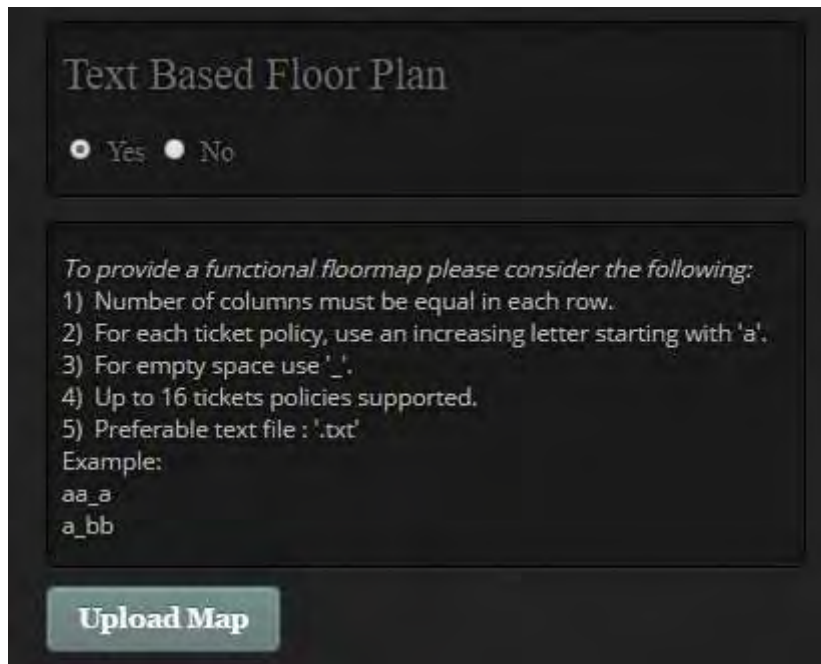 Text Based Floor Plan
Yes No
To provide a functional floormap please consider the following:
1) Number of columns must be equal in each row.
2) For each ticket policy, use an increasing letter starting with 'a'.
3) For empty space use '_'.
4) Up to 16 tickets policies supported.
5) Preferable text file : '.txt'
Example:
aa_a
a_bb
Upload Map